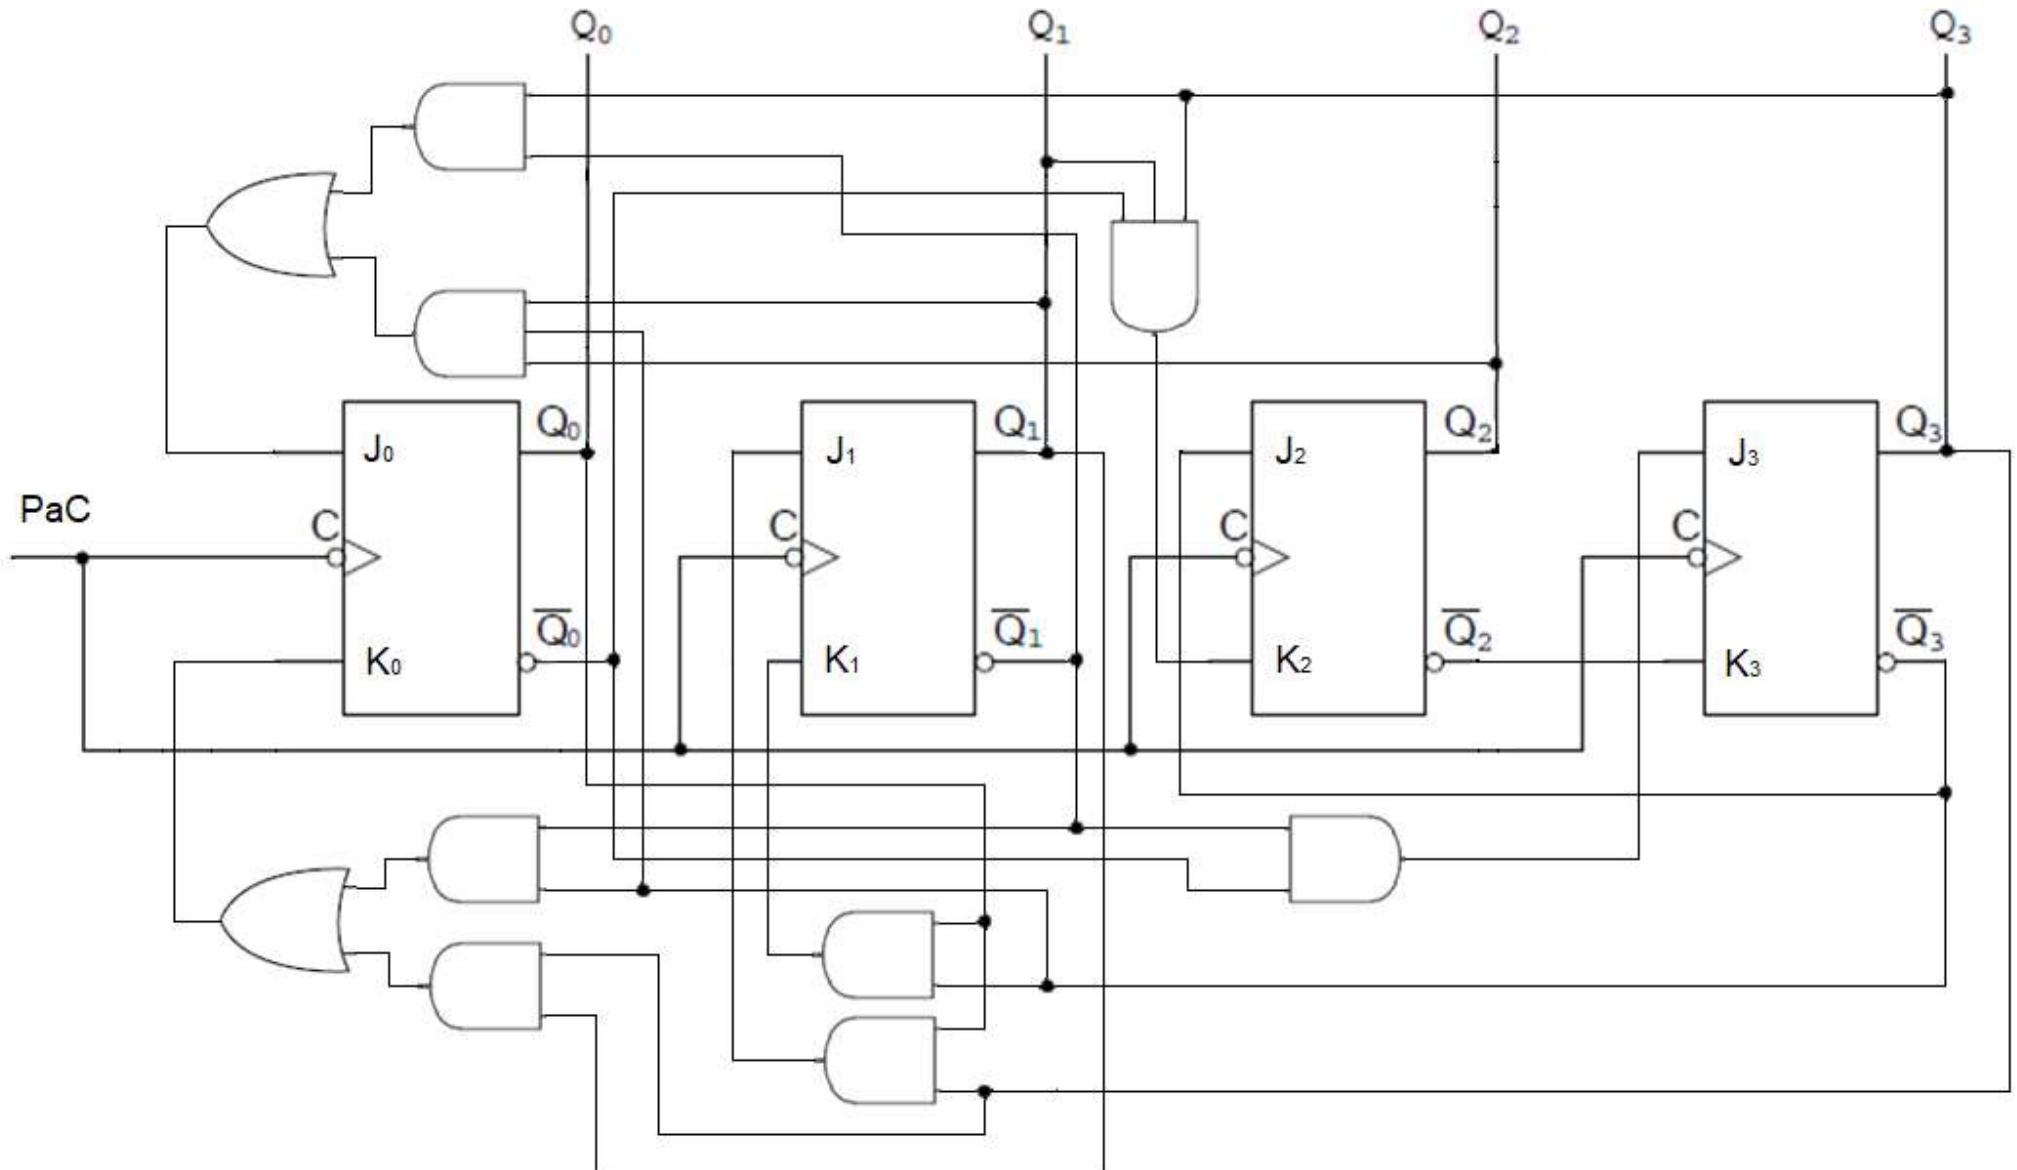 Q₀ Q₁ Q₂ Q₃
Q₀ Q₁ Q₂ Q₃
J₀ J₁ J₂ J₃
PaC
C C C C
Q̅₀ Q̅₁ Q̅₂ Q̅₃
K₀ K₁ K₂ K₃